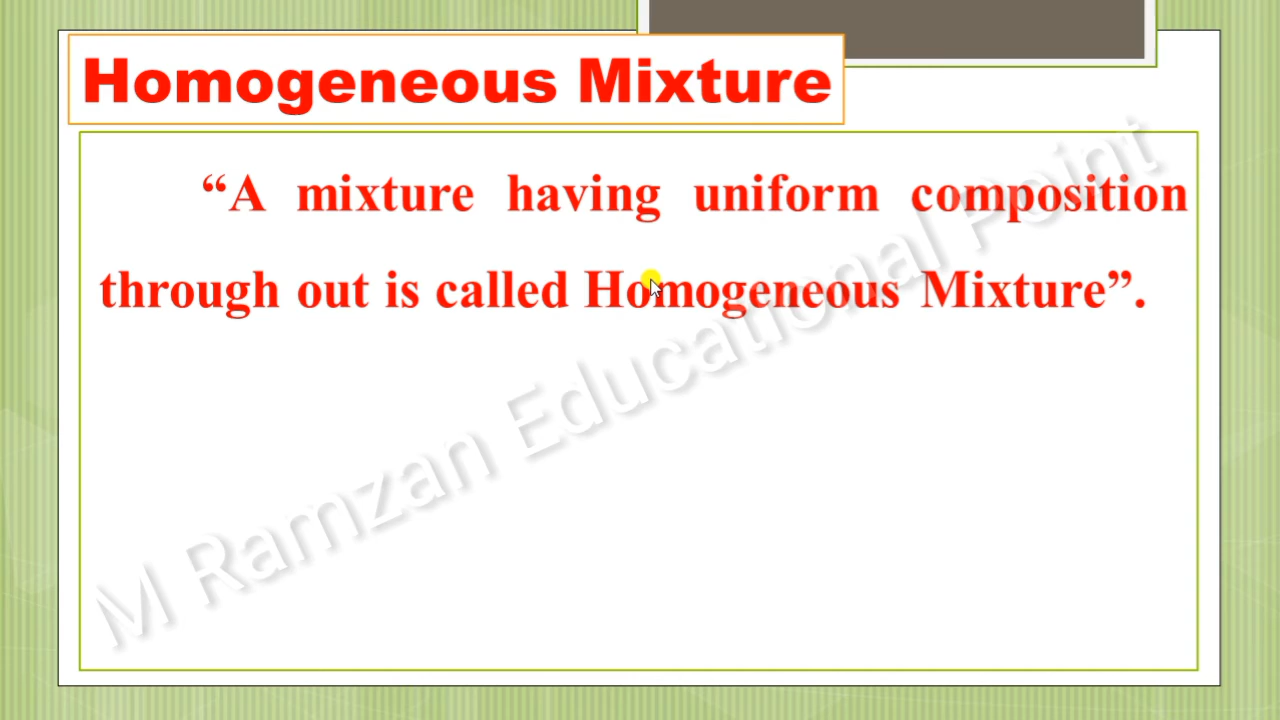 Homogeneous Mixture
“A mixture having uniform composition
through out is called Homogeneous Mixture”.
M Ramzan Educational Point